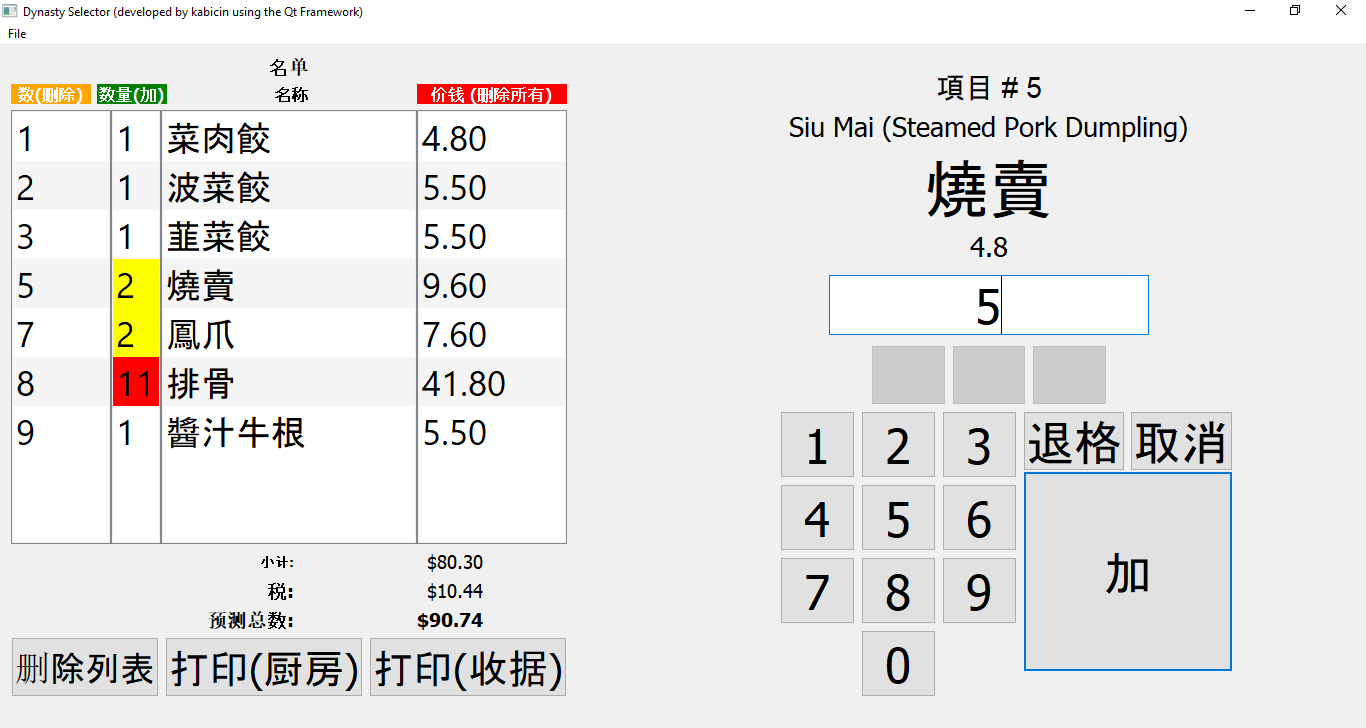 Dynasty Selector (developed by kabicin using the Qt Framework)
File
名单
数(删除) 数量(加) 名称 价钱 (删除所有)
1 1 菜肉餃 4.80
2 1 波菜餃 5.50
3 1 韮菜餃 5.50
5 2 燒賣 9.60
7 2 鳳爪 7.60
8 11 排骨 41.80
9 1 醬汁牛根 5.50
小计: $80.30
税: $10.44
预测总数: $90.74
删除列表 打印(厨房) 打印(收据)
項目 # 5
Siu Mai (Steamed Pork Dumpling)
燒賣
4.8
5
1 2 3 退格 取消
4 5 6 加
7 8 9
0